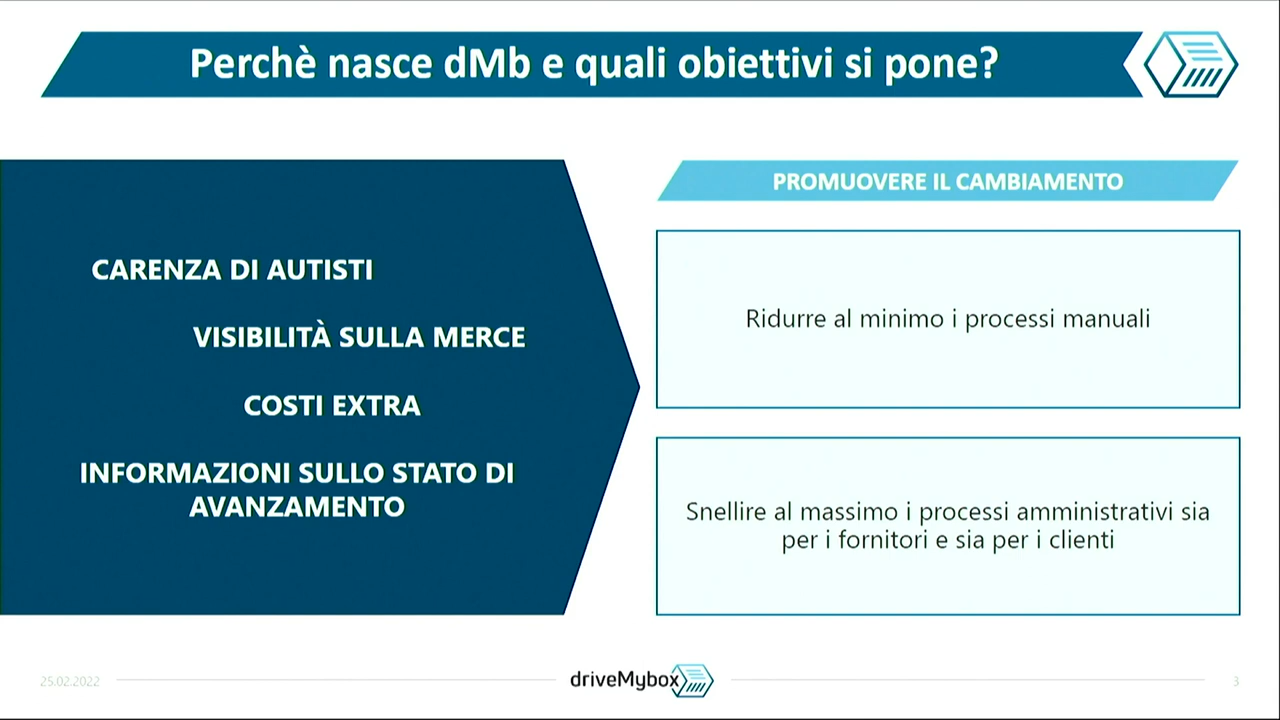 Perchè nasce dMb e quali obiettivi si pone?
CARENZA DI AUTISTI
VISIBILITÀ SULLA MERCE
COSTI EXTRA
INFORMAZIONI SULLO STATO DI
AVANZAMENTO
PROMUOVERE IL CAMBIAMENTO
Ridurre al minimo i processi manuali
Snellire al massimo i processi amministrativi sia
per i fornitori e sia per i clienti
25.02.2022
driveMybox
3